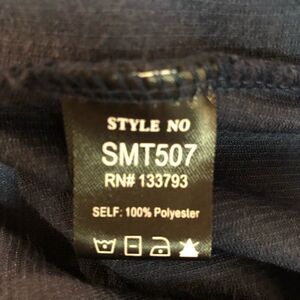 STYLE NO
SMT507
RN# 133793
SELF: 100% Polyester